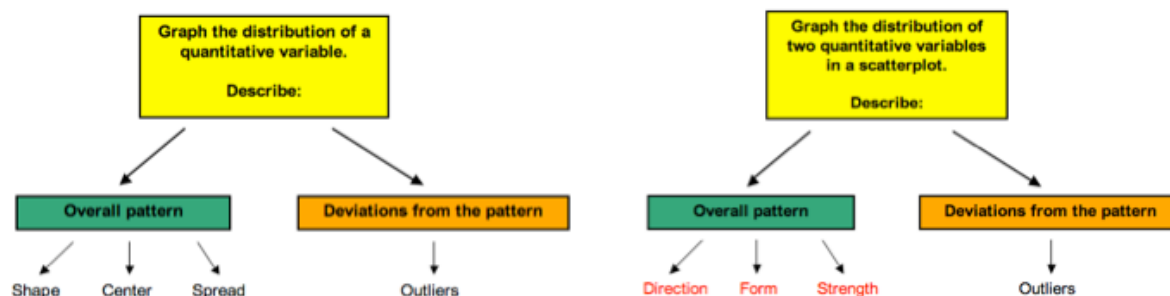 Graph the distribution of a
quantitative variable.
Describe:
Overall pattern
Deviations from the pattern
Shape
Center
Spread
Outliers
Graph the distribution of
two quantitative variables
in a scatterplot.
Describe:
Overall pattern
Deviations from the pattern
Direction
Form
Strength
Outliers